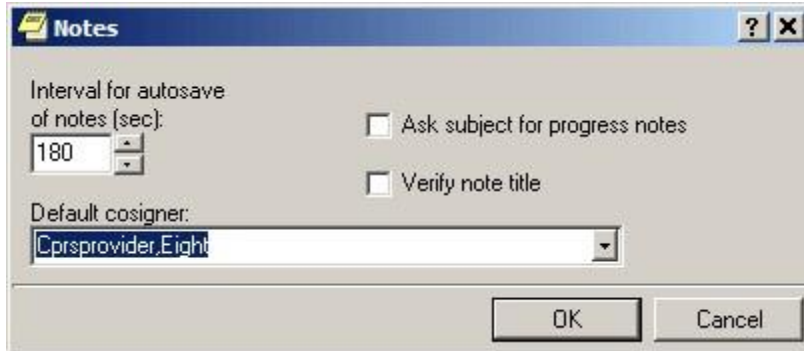 Notes
Interval for autosave
of notes (sec):
180
Ask subject for progress notes
Verify note title
Default cosigner:
Cprsprovider,Eight
OK
Cancel